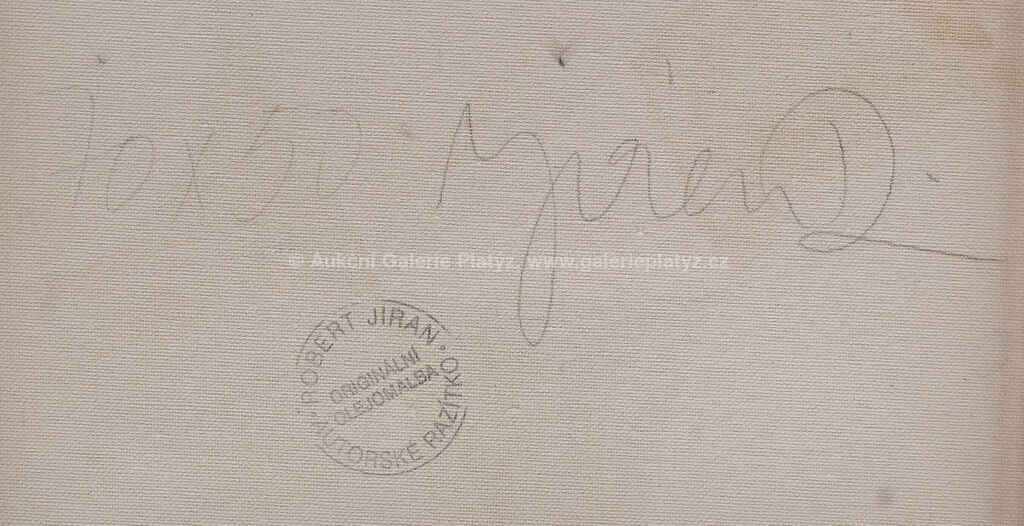 70x50
© Aukční Galerie Platýz, www.galerieplatyz.cz
ROBERT JIRAN
ORIGINÁLNÍ
OLEJOMALBA
AUTORSKÉ RAZÍTKO